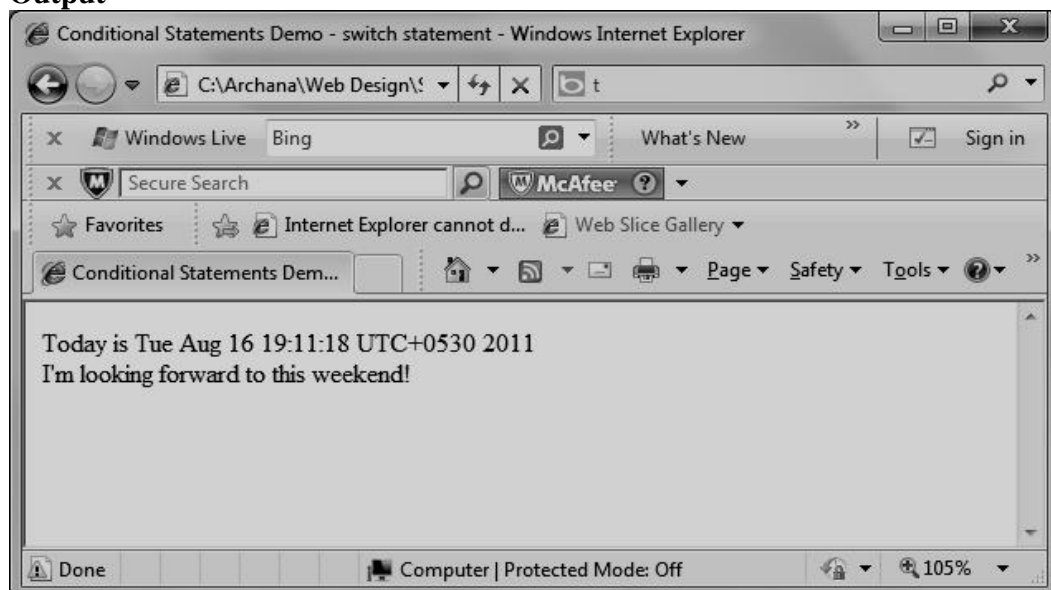 Output
Conditional Statements Demo - switch statement - Windows Internet Explorer
C:\Archana\Web Design\ t
Windows Live Bing What's New >> Sign in
Secure Search McAfee ?
Favorites Internet Explorer cannot d... Web Slice Gallery
Conditional Statements Dem... Page Safety Tools ? >>
Today is Tue Aug 16 19:11:18 UTC+0530 2011
I'm looking forward to this weekend!
Done Computer | Protected Mode: Off 105%